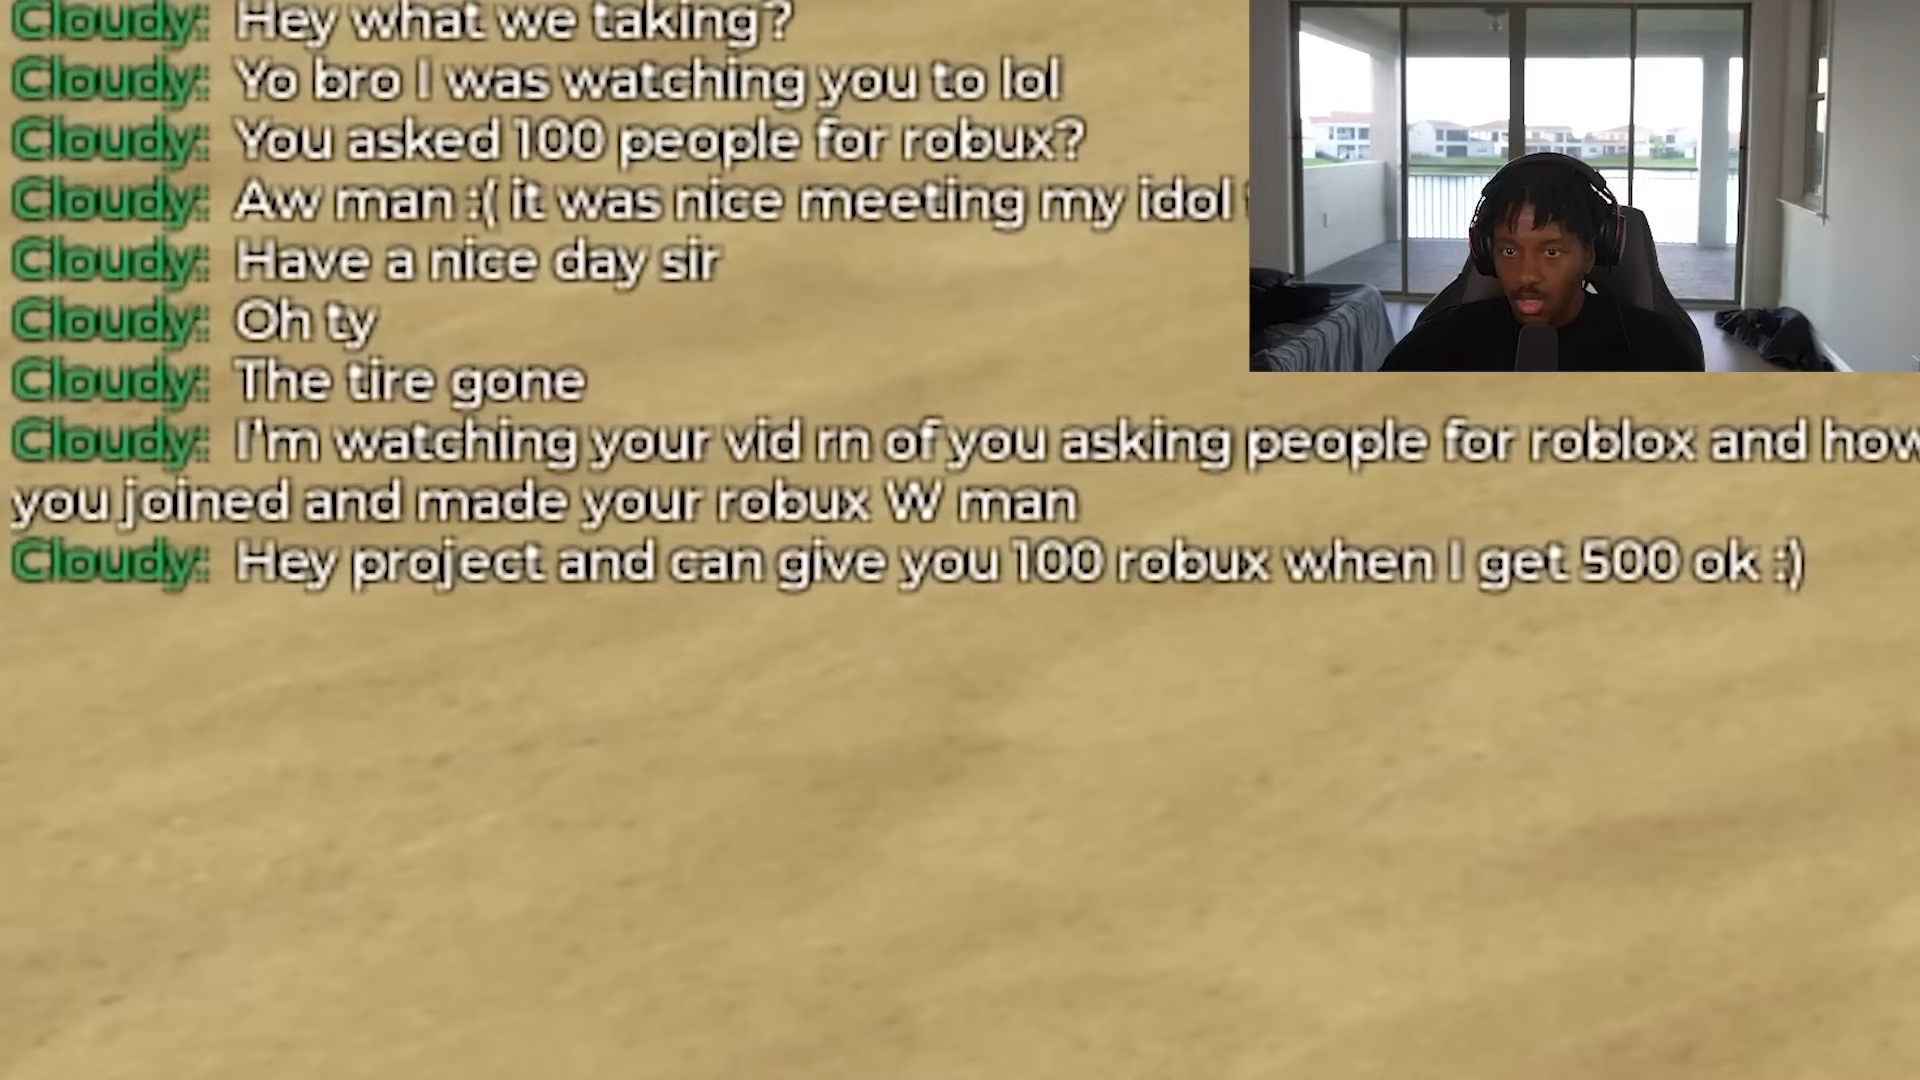 Cloudy: Hey what we taking?
Cloudy: Yo bro I was watching you to lol
Cloudy: You asked 100 people for robux?
Cloudy: Aw man :( it was nice meeting my idol
Cloudy: Have a nice day sir
Cloudy: Oh ty
Cloudy: The tire gone
Cloudy: I'm watching your vid rn of you asking people for roblox and how
you joined and made your robux W man
Cloudy: Hey project and can give you 100 robux when I get 500 ok :)